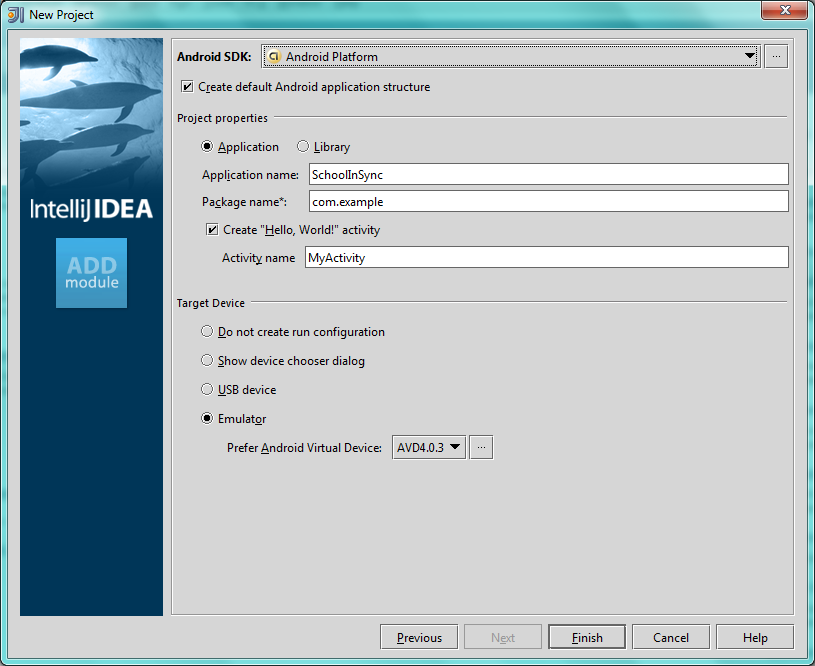 New Project
Android SDK: Android Platform ...
Create default Android application structure
Project properties
Application Library
Application name: SchoolInSync
Package name*: com.example
Create "Hello, World!" activity
Activity name MyActivity
IntelliJ IDEA
ADD
module
Target Device
Do not create run configuration
Show device chooser dialog
USB device
Emulator
Prefer Android Virtual Device: AVD4.0.3 ...
Previous Next Finish Cancel Help